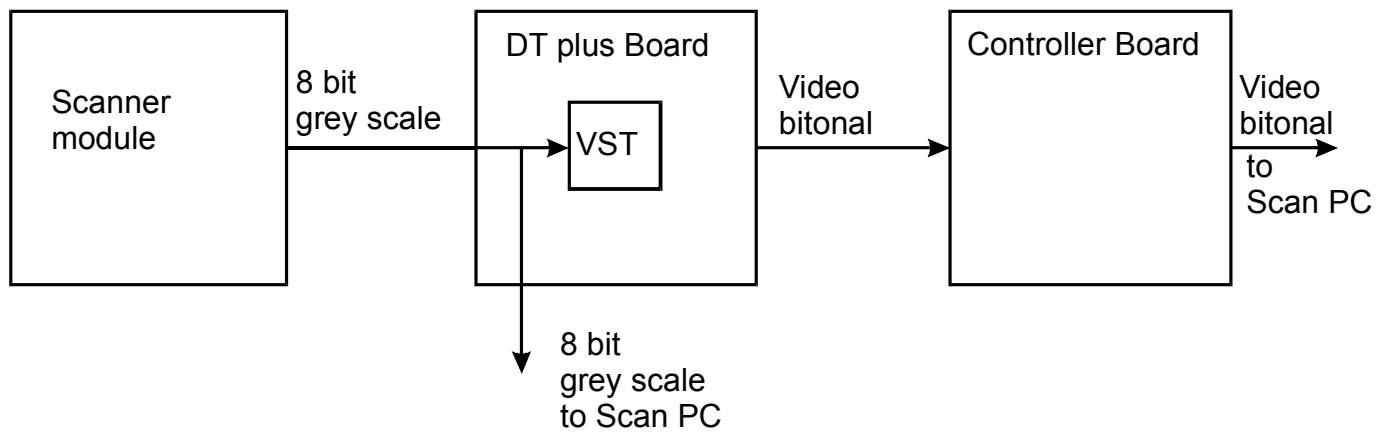 Scanner
module
8 bit
grey scale
DT plus Board
VST
8 bit
grey scale
to Scan PC
Video
bitonal
Controller Board
Video
bitonal
to
Scan PC